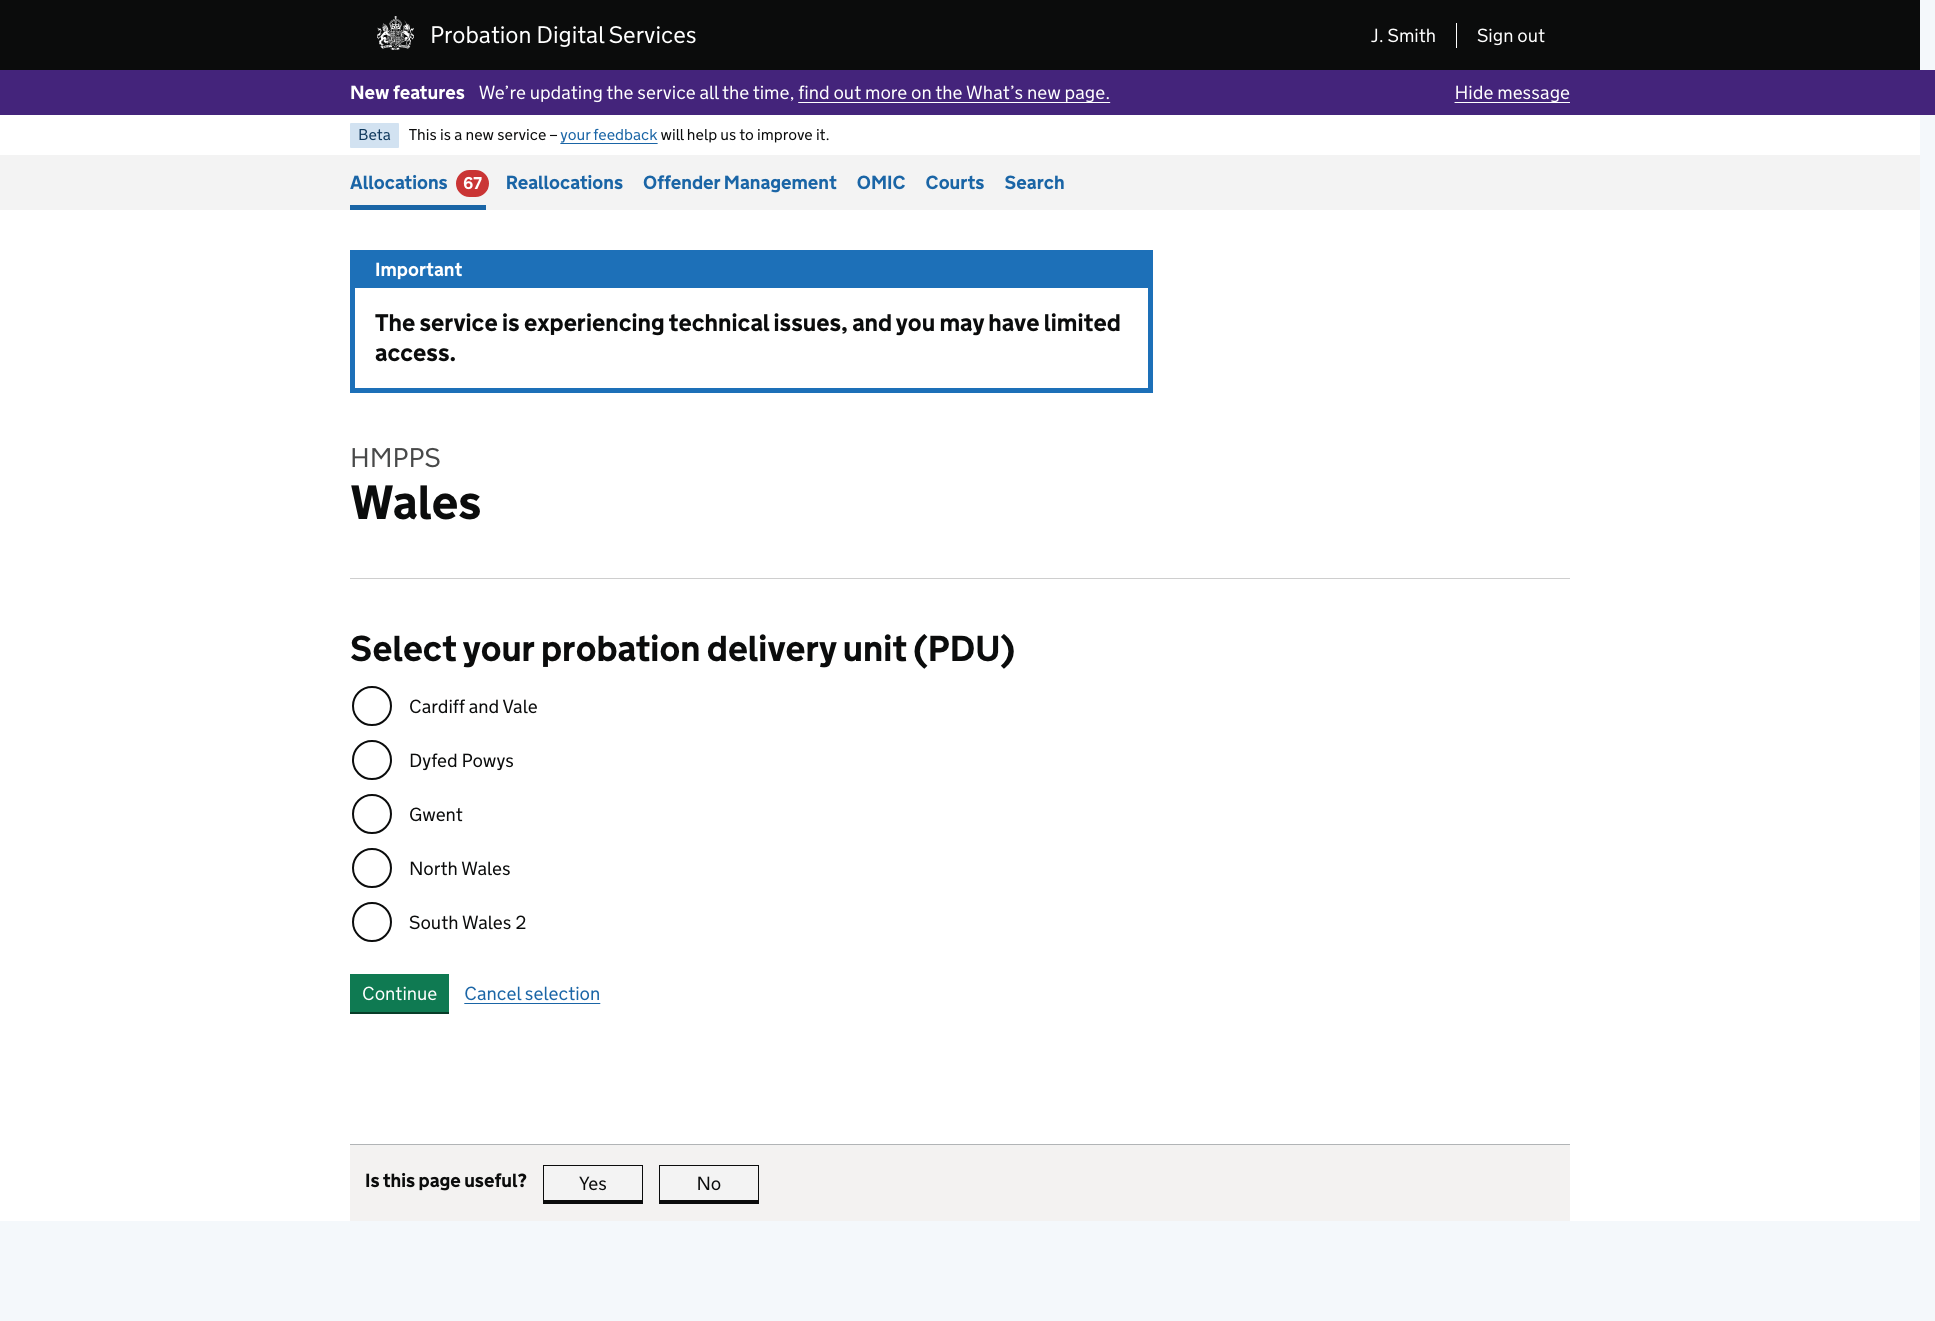 Probation Digital Services
J. Smith
Sign out
New features We’re updating the service all the time, find out more on the What’s new page.
Hide message
Beta This is a new service – your feedback will help us to improve it.
Allocations 67 Reallocations Offender Management OMIC Courts Search
Important
The service is experiencing technical issues, and you may have limited
access.
HMPPS
Wales
Select your probation delivery unit (PDU)
Cardiff and Vale
Dyfed Powys
Gwent
North Wales
South Wales 2
Continue Cancel selection
Is this page useful? Yes No